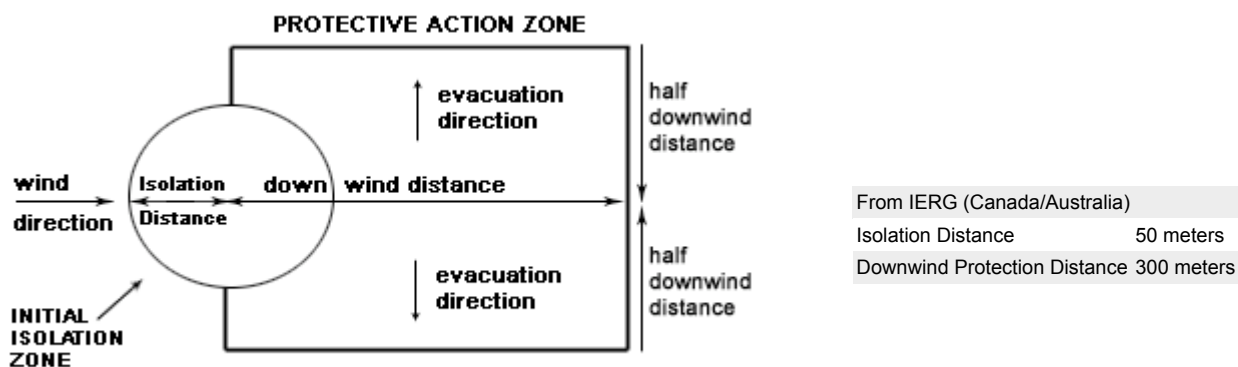 PROTECTIVE ACTION ZONE
evacuation
direction
half
downwind
distance
wind
direction
Isolation
Distance
down wind distance
evacuation
direction
half
downwind
distance
INITIAL
ISOLATION
ZONE
From IERG (Canada/Australia)
Isolation Distance 50 meters
Downwind Protection Distance 300 meters